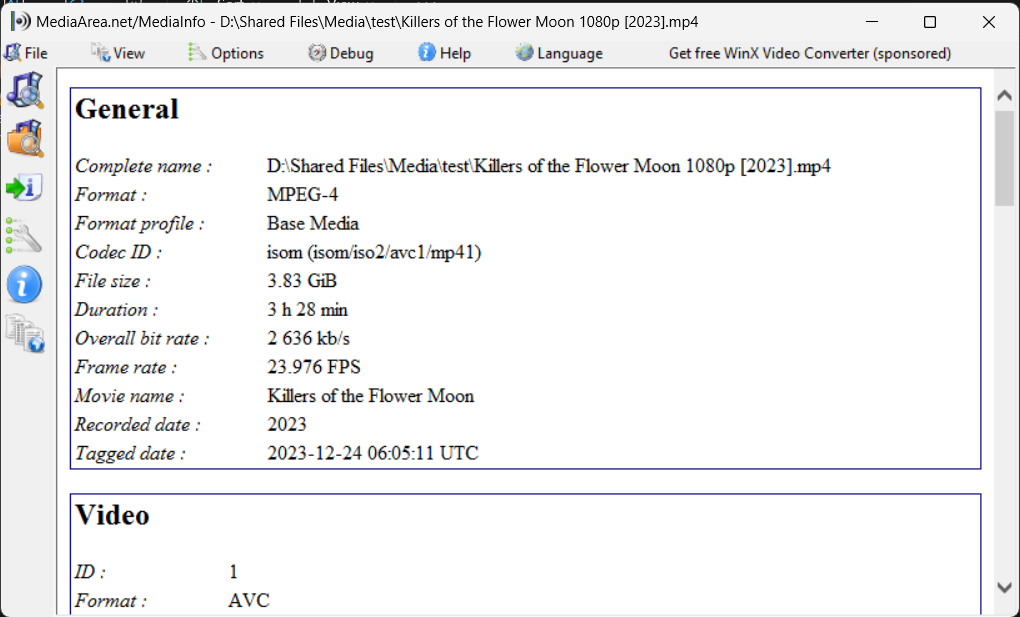 MediaArea.net/MediaInfo - D:\Shared Files\Media\test\Killers of the Flower Moon 1080p [2023].mp4
File View Options Debug Help Language Get free WinX Video Converter (sponsored)
General
Complete name : D:\Shared Files\Media\test\Killers of the Flower Moon 1080p [2023].mp4
Format : MPEG-4
Format profile : Base Media
Codec ID : isom (isom/iso2/avc1/mp41)
File size : 3.83 GiB
Duration : 3 h 28 min
Overall bit rate : 2 636 kb/s
Frame rate : 23.976 FPS
Movie name : Killers of the Flower Moon
Recorded date : 2023
Tagged date : 2023-12-24 06:05:11 UTC
Video
ID : 1
Format : AVC